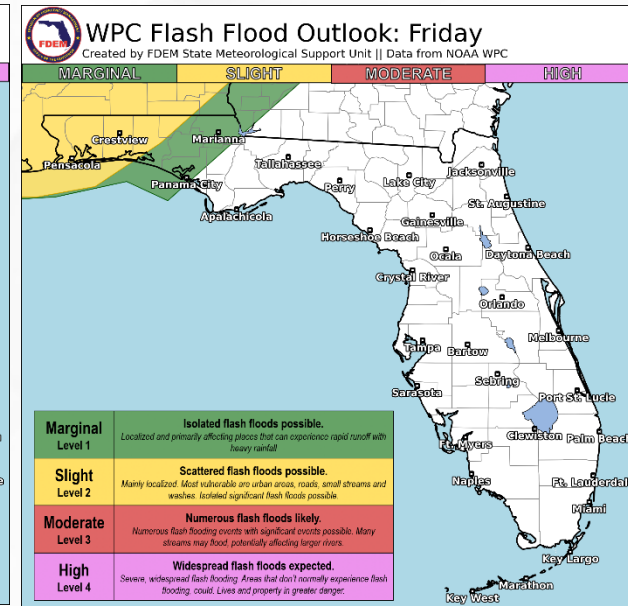 FDEM
WPC Flash Flood Outlook: Friday
Created by FDEM State Meteorological Support Unit || Data from NOAA WPC
MARGINAL SLIGHT MODERATE HIGH
Crestview
Marianna
Pensacola
Tallahassee
Jacksonville
Panama City
Perry
Lake City
St. Augustine
Apalachicola
Gainesville
Horseshoe Beach
Ocala
Daytona Beach
Crystal River
Orlando
Melbourne
Tampa
Bartow
Sebring
Sarasota
Port St. Lucie
Clewiston
Palm Beach
Ft. Myers
Naples
Ft. Lauderdal
Miami
Key Largo
Marathon
Key West
Marginal
Level 1
Isolated flash floods possible.
Localized and primarily affecting places that can experience rapid runoff with
heavy rainfall
Slight
Level 2
Scattered flash floods possible.
Mainly localized. Most vulnerable are urban areas, roads, small streams and
washes. Isolated significant flash floods possible.
Moderate
Level 3
Numerous flash floods likely.
Numerous flash flooding events with significant events possible. Many
streams may flood, potentially affecting larger rivers.
High
Level 4
Widespread flash floods expected.
Severe, widespread flash flooding. Areas that don't normally experience flash
flooding, could. Lives and property in greater danger.